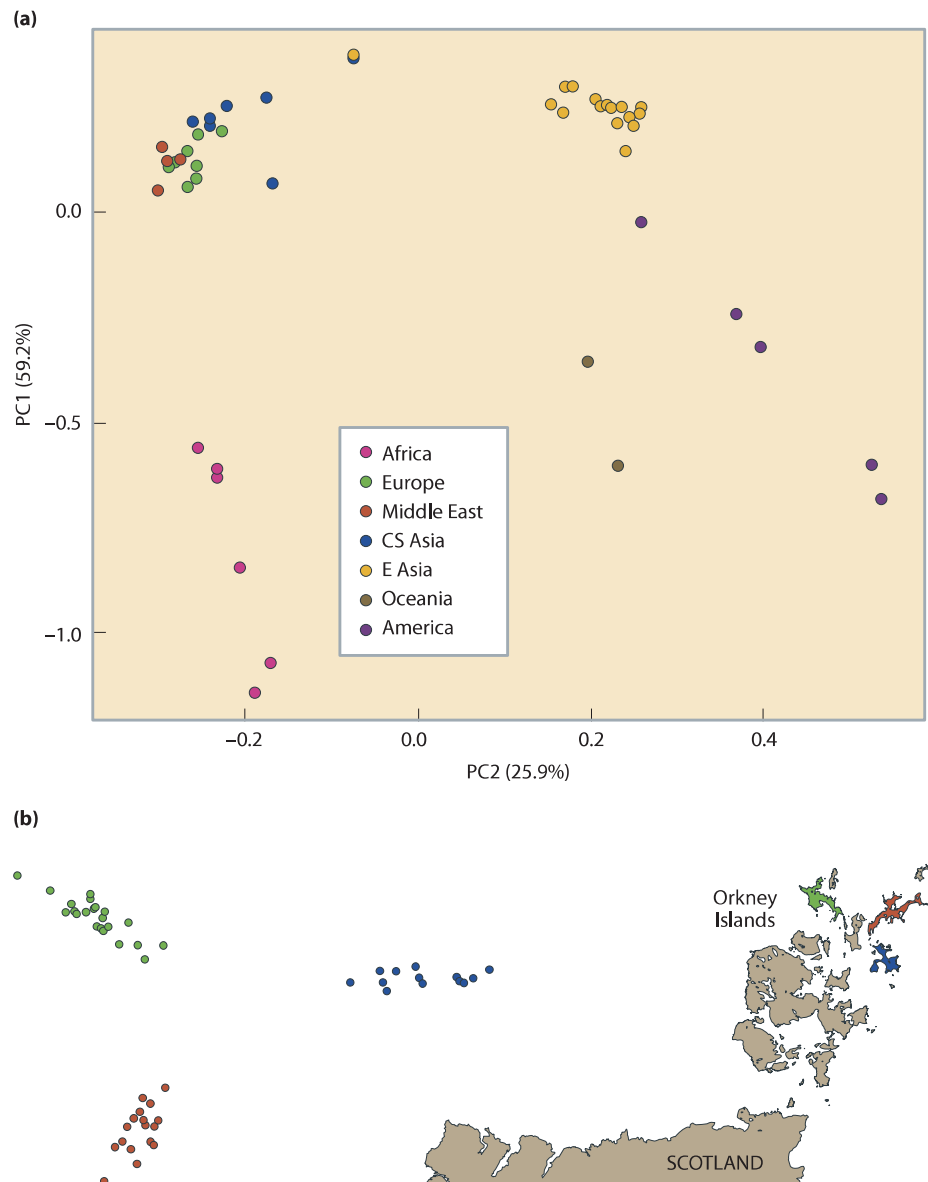 (a)
0.0
−0.5
−1.0
PC1 (59.2%)
Africa
Europe
Middle East
CS Asia
E Asia
Oceania
America
−0.2
0.0
0.2
0.4
PC2 (25.9%)
(b)
Orkney
Islands
SCOTLAND